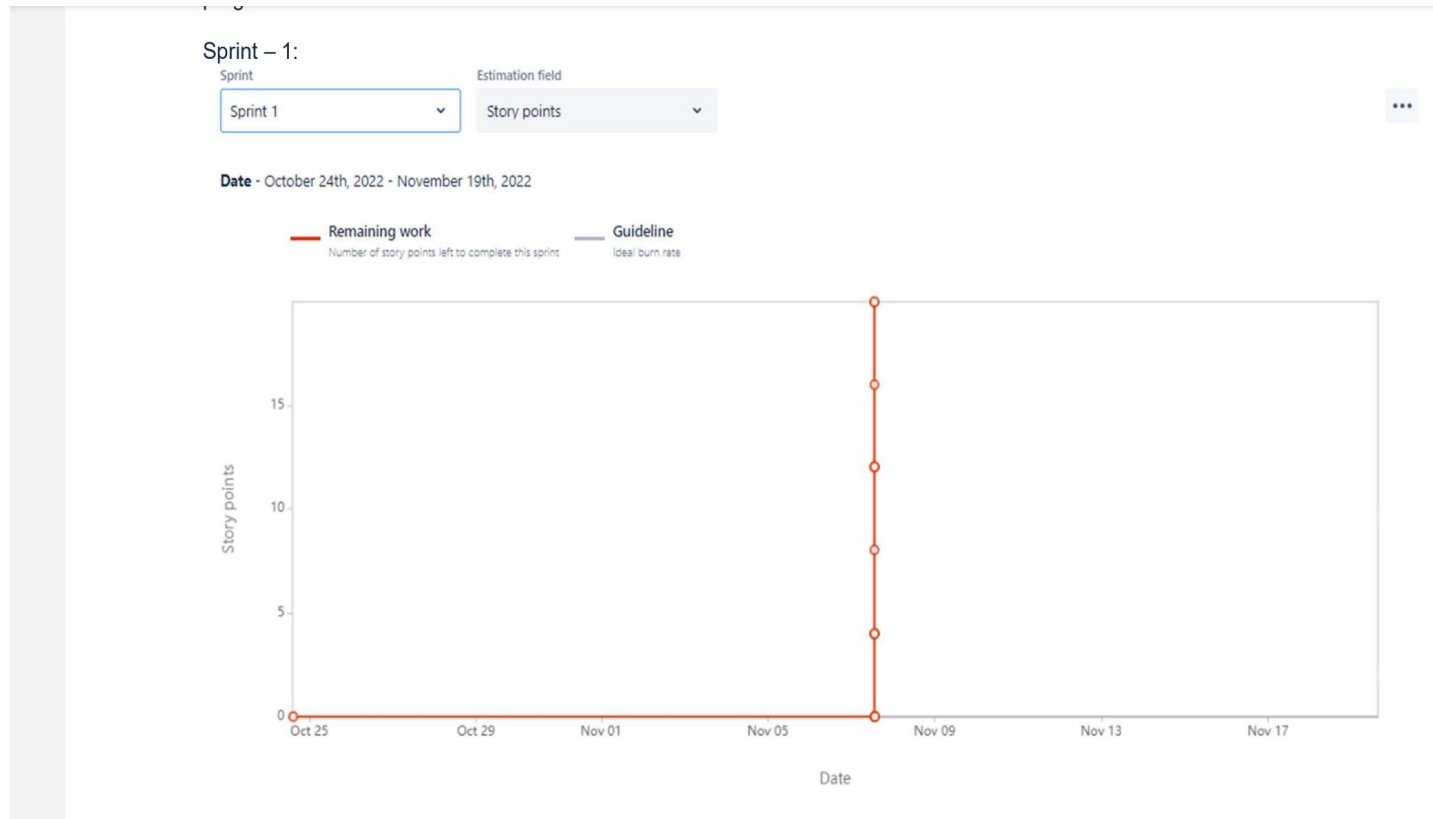 Sprint – 1:
Sprint Estimation field
Sprint 1 Story points
Date - October 24th, 2022 - November 19th, 2022
Remaining work Guideline
Number of story points left to complete this sprint Ideal burn rate
15
10
5
0
Story points
Oct 25 Oct 29 Nov 01 Nov 05 Nov 09 Nov 13 Nov 17
Date